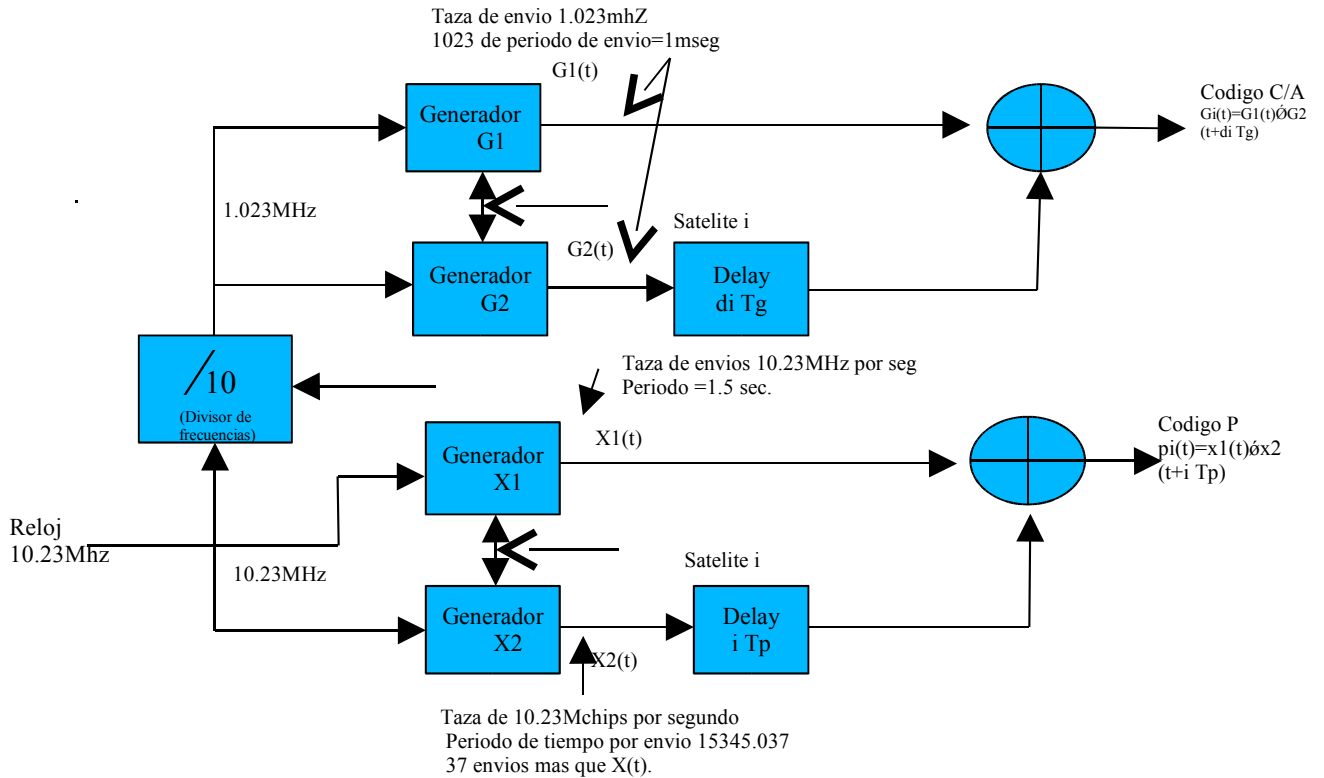 Taza de envio 1.023mhZ
1023 de periodo de envio=1mseg
G1(t)
Generador
G1
Codigo C/A
Gi(t)=G1(t)ǾG2
(t+di Tg)
1.023MHz
Satelite i
G2(t)
Generador
G2
Delay
di Tg
/10
(Divisor de
frecuencias)
Taza de envios 10.23MHz por seg
Periodo =1.5 sec.
X1(t)
Generador
X1
Codigo P
pi(t)=x1(t)ǿx2
(t+i Tp)
Reloj
10.23Mhz
10.23MHz
Satelite i
Generador
X2
Delay
i Tp
X2(t)
Taza de 10.23Mchips por segundo
Periodo de tiempo por envio 15345.037
37 envios mas que X(t).